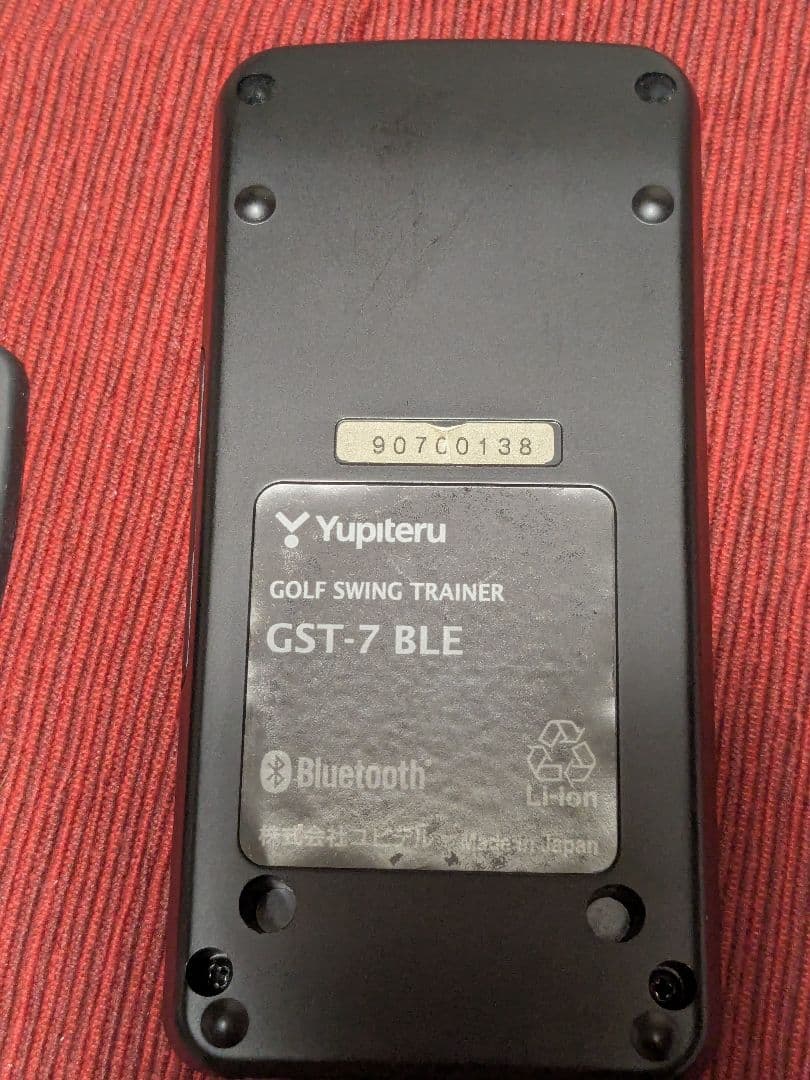 90700138
Yupiteru
GOLF SWING TRAINER
GST-7 BLE
Bluetooth®
Li-ion
株式会社ユピテル Made in Japan